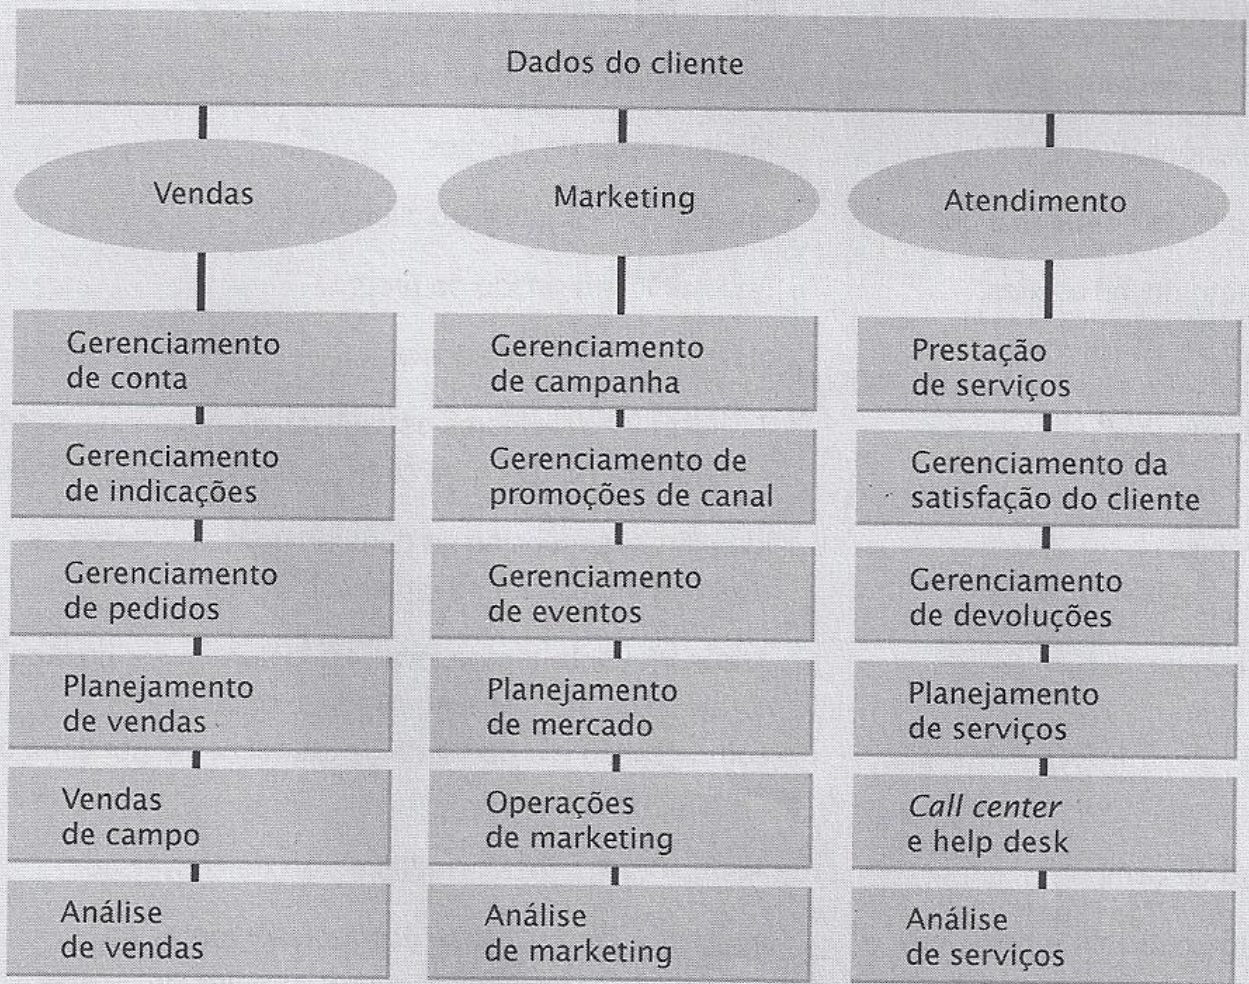 Dados do cliente
Vendas
Gerenciamento
de conta
Gerenciamento
de indicações
Gerenciamento
de pedidos
Planejamento
de vendas
Vendas
de campo
Análise
de vendas
Marketing
Gerenciamento
de campanha
Gerenciamento de
promoções de canal
Gerenciamento
de eventos
Planejamento
de mercado
Operações
de marketing
Análise
de marketing
Atendimento
Prestação
de serviços
Gerenciamento da
satisfação do cliente
Gerenciamento
de devoluções
Planejamento
de serviços
Call center
e help desk
Análise
de serviços